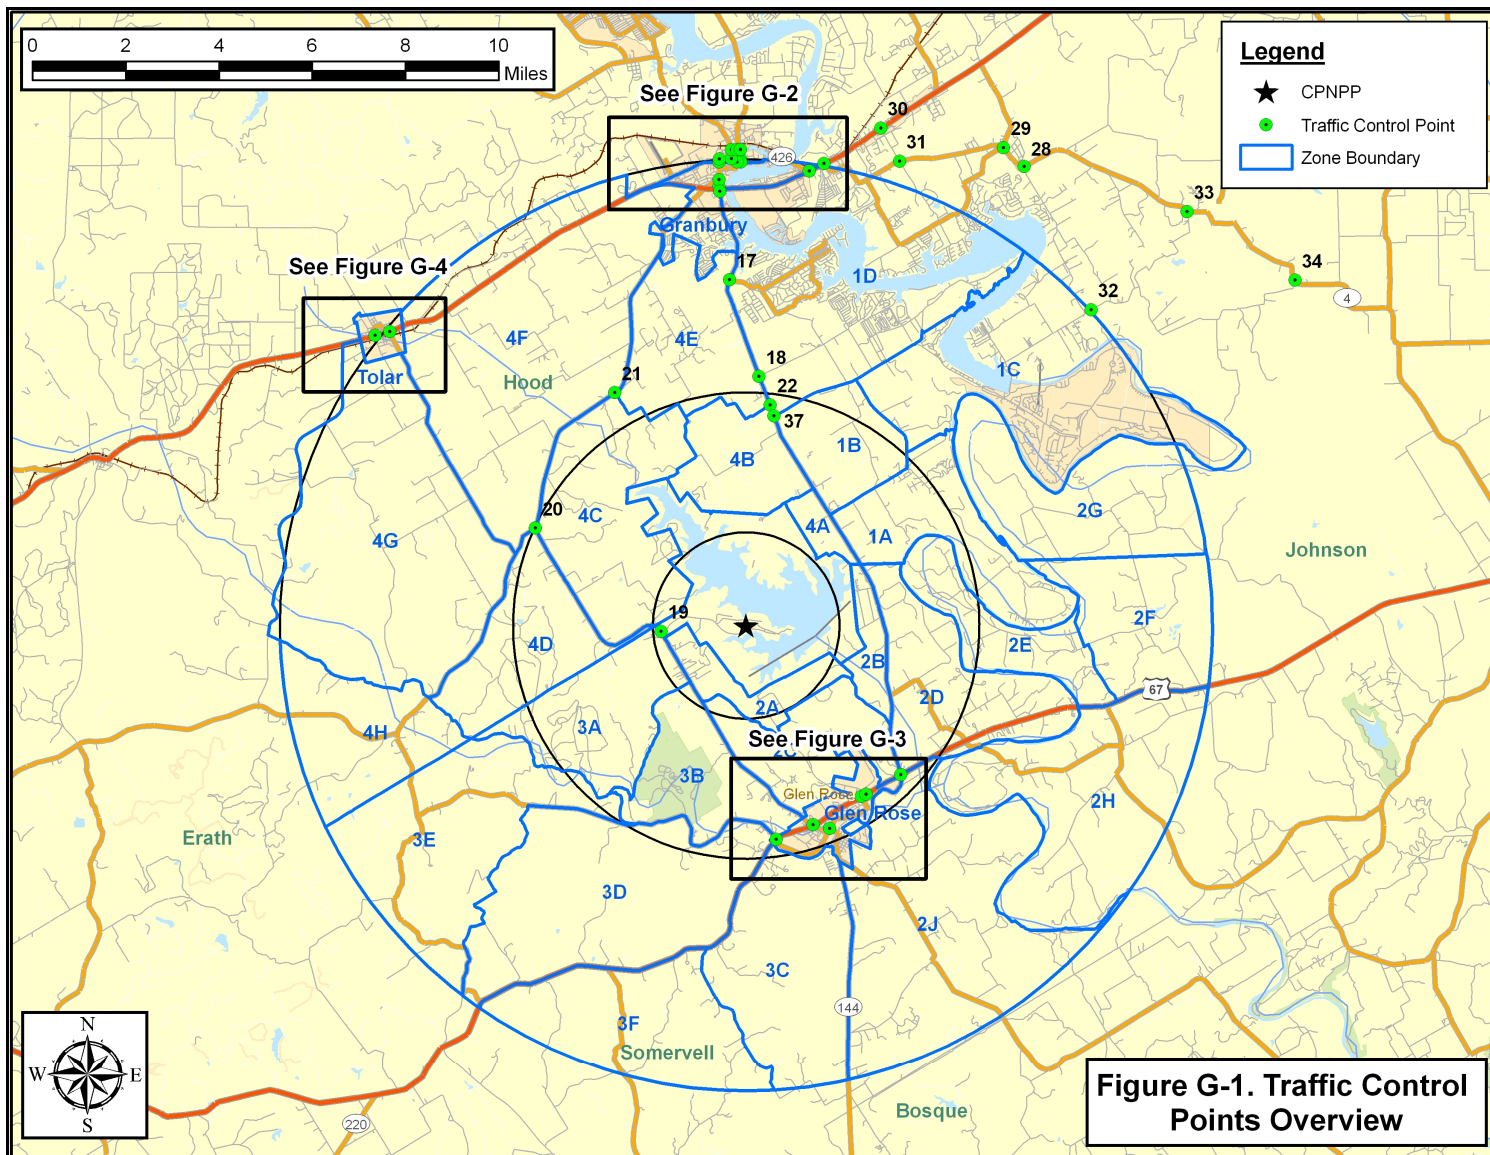 0 2 4 6 8 10
Miles
Legend
CPNPP
Traffic Control Point
Zone Boundary
See Figure G-2
30
29
31
28
426
33
Granbury
See Figure G-4
17
1D
34
32
4
4F
4E
Tolar
Hood
21
18
1C
22
37
1B
4B
20
4C
4A
1A
2G
4G
Johnson
19
2F
4D
2E
2B
67
2D
2A
3A
4H
See Figure G-3
2C
3B
Glen Rose
2H
Glen Rose
Erath
3E
3D
2J
3C
144
3F
Somervell
N
W E
S
Figure G-1. Traffic Control
Points Overview
Bosque
220